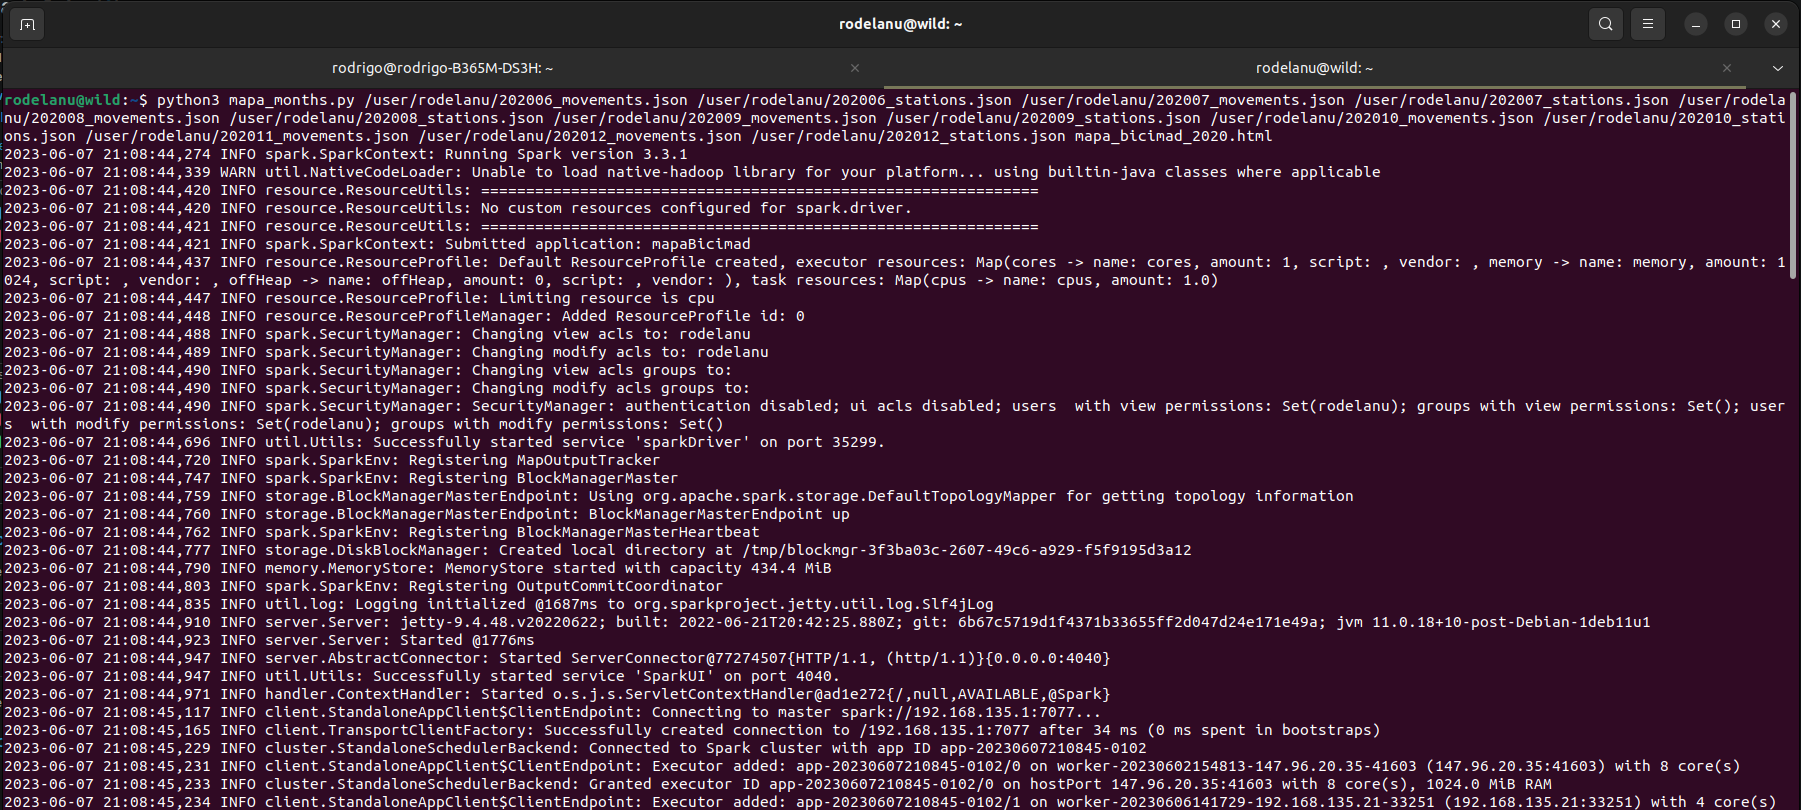 rodelanu@wild: ~
rodrigo@rodrigo-B365M-DS3H: ~
rodelanu@wild: ~
rodelanu@wild:~$ python3 mapa_months.py /user/rodelanu/202006_movements.json /user/rodelanu/202006_stations.json /user/rodelanu/202007_movements.json /user/rodelanu/202007_stations.json /user/rodela
nu/202008_movements.json /user/rodelanu/202008_stations.json /user/rodelanu/202009_movements.json /user/rodelanu/202009_stations.json /user/rodelanu/202010_movements.json /user/rodelanu/202010_stati
ons.json /user/rodelanu/202011_movements.json /user/rodelanu/202012_movements.json /user/rodelanu/202012_stations.json mapa_bicimad_2020.html
2023-06-07 21:08:44,274 INFO spark.SparkContext: Running Spark version 3.3.1
2023-06-07 21:08:44,339 WARN util.NativeCodeLoader: Unable to load native-hadoop library for your platform... using builtin-java classes where applicable
2023-06-07 21:08:44,420 INFO resource.ResourceUtils: ==============================================================
2023-06-07 21:08:44,420 INFO resource.ResourceUtils: No custom resources configured for spark.driver.
2023-06-07 21:08:44,421 INFO resource.ResourceUtils: ==============================================================
2023-06-07 21:08:44,421 INFO spark.SparkContext: Submitted application: mapaBicimad
2023-06-07 21:08:44,437 INFO resource.ResourceProfile: Default ResourceProfile created, executor resources: Map(cores -> name: cores, amount: 1, script: , vendor: , memory -> name: memory, amount: 1
024, script: , vendor: , offHeap -> name: offHeap, amount: 0, script: , vendor: ), task resources: Map(cpus -> name: cpus, amount: 1.0)
2023-06-07 21:08:44,447 INFO resource.ResourceProfile: Limiting resource is cpu
2023-06-07 21:08:44,448 INFO resource.ResourceProfileManager: Added ResourceProfile id: 0
2023-06-07 21:08:44,488 INFO spark.SecurityManager: Changing view acls to: rodelanu
2023-06-07 21:08:44,489 INFO spark.SecurityManager: Changing modify acls to: rodelanu
2023-06-07 21:08:44,490 INFO spark.SecurityManager: Changing view acls groups to:
2023-06-07 21:08:44,490 INFO spark.SecurityManager: Changing modify acls groups to:
2023-06-07 21:08:44,490 INFO spark.SecurityManager: SecurityManager: authentication disabled; ui acls disabled; users  with view permissions: Set(rodelanu); groups with view permissions: Set(); user
s  with modify permissions: Set(rodelanu); groups with modify permissions: Set()
2023-06-07 21:08:44,696 INFO util.Utils: Successfully started service 'sparkDriver' on port 35299.
2023-06-07 21:08:44,720 INFO spark.SparkEnv: Registering MapOutputTracker
2023-06-07 21:08:44,747 INFO spark.SparkEnv: Registering BlockManagerMaster
2023-06-07 21:08:44,759 INFO storage.BlockManagerMasterEndpoint: Using org.apache.spark.storage.DefaultTopologyMapper for getting topology information
2023-06-07 21:08:44,760 INFO storage.BlockManagerMasterEndpoint: BlockManagerMasterEndpoint up
2023-06-07 21:08:44,762 INFO spark.SparkEnv: Registering BlockManagerMasterHeartbeat
2023-06-07 21:08:44,777 INFO storage.DiskBlockManager: Created local directory at /tmp/blockmgr-3f3ba03c-2607-49c6-a929-f5f9195d3a12
2023-06-07 21:08:44,790 INFO memory.MemoryStore: MemoryStore started with capacity 434.4 MiB
2023-06-07 21:08:44,803 INFO spark.SparkEnv: Registering OutputCommitCoordinator
2023-06-07 21:08:44,835 INFO util.log: Logging initialized @1687ms to org.sparkproject.jetty.util.log.Slf4jLog
2023-06-07 21:08:44,910 INFO server.Server: jetty-9.4.48.v20220622; built: 2022-06-21T20:42:25.880Z; git: 6b67c5719d1f4371b33655ff2d047d24e171e49a; jvm 11.0.18+10-post-Debian-1deb11u1
2023-06-07 21:08:44,923 INFO server.Server: Started @1776ms
2023-06-07 21:08:44,947 INFO server.AbstractConnector: Started ServerConnector@77274507{HTTP/1.1, (http/1.1)}{0.0.0.0:4040}
2023-06-07 21:08:44,947 INFO util.Utils: Successfully started service 'SparkUI' on port 4040.
2023-06-07 21:08:44,971 INFO handler.ContextHandler: Started o.s.j.s.ServletContextHandler@ad1e272{/,null,AVAILABLE,@Spark}
2023-06-07 21:08:45,117 INFO client.StandaloneAppClient$ClientEndpoint: Connecting to master spark://192.168.135.1:7077...
2023-06-07 21:08:45,165 INFO client.TransportClientFactory: Successfully created connection to /192.168.135.1:7077 after 34 ms (0 ms spent in bootstraps)
2023-06-07 21:08:45,229 INFO cluster.StandaloneSchedulerBackend: Connected to Spark cluster with app ID app-20230607210845-0102
2023-06-07 21:08:45,231 INFO client.StandaloneAppClient$ClientEndpoint: Executor added: app-20230607210845-0102/0 on worker-20230602154813-147.96.20.35-41603 (147.96.20.35:41603) with 8 core(s)
2023-06-07 21:08:45,233 INFO cluster.StandaloneSchedulerBackend: Granted executor ID app-20230607210845-0102/0 on hostPort 147.96.20.35:41603 with 8 core(s), 1024.0 MiB RAM
2023-06-07 21:08:45,234 INFO client.StandaloneAppClient$ClientEndpoint: Executor added: app-20230607210845-0102/1 on worker-20230606141729-192.168.135.21-33251 (192.168.135.21:33251) with 4 core(s)